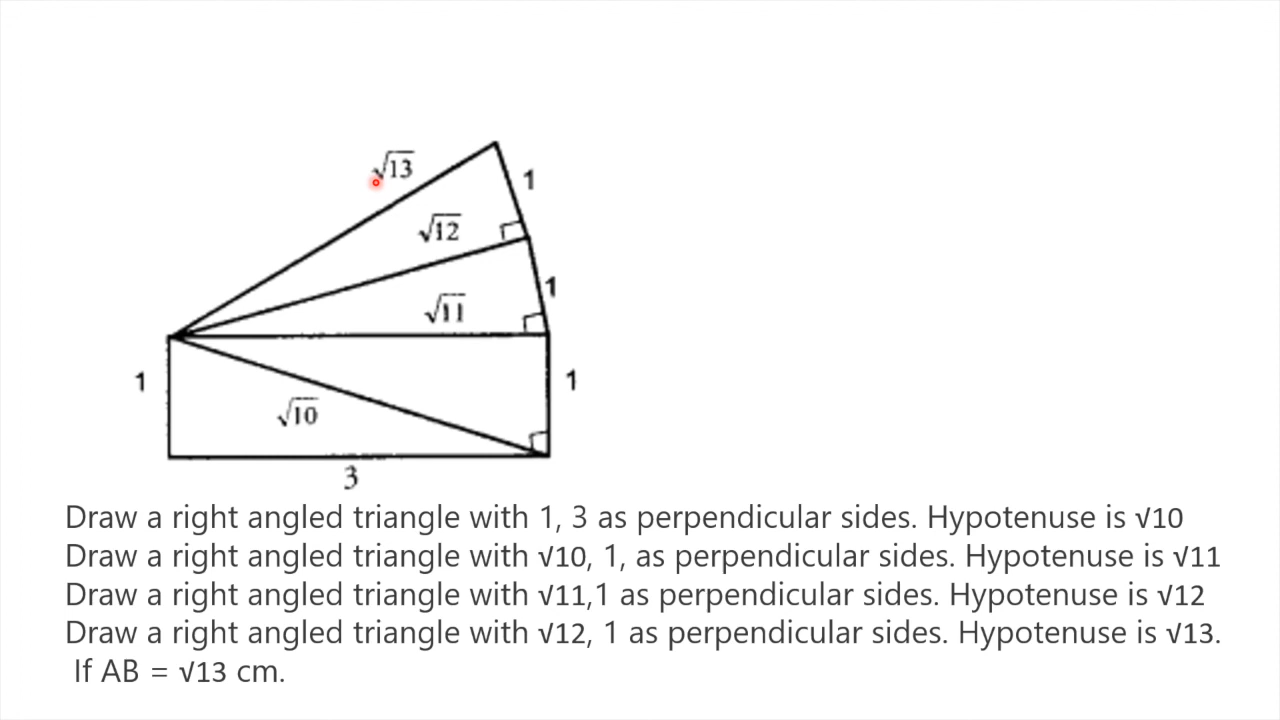 √13
1
√12
1
√11
1
1
√10
3
Draw a right angled triangle with 1, 3 as perpendicular sides. Hypotenuse is √10
Draw a right angled triangle with √10, 1, as perpendicular sides. Hypotenuse is √11
Draw a right angled triangle with √11,1 as perpendicular sides. Hypotenuse is √12
Draw a right angled triangle with √12, 1 as perpendicular sides. Hypotenuse is √13.
If AB = √13 cm.